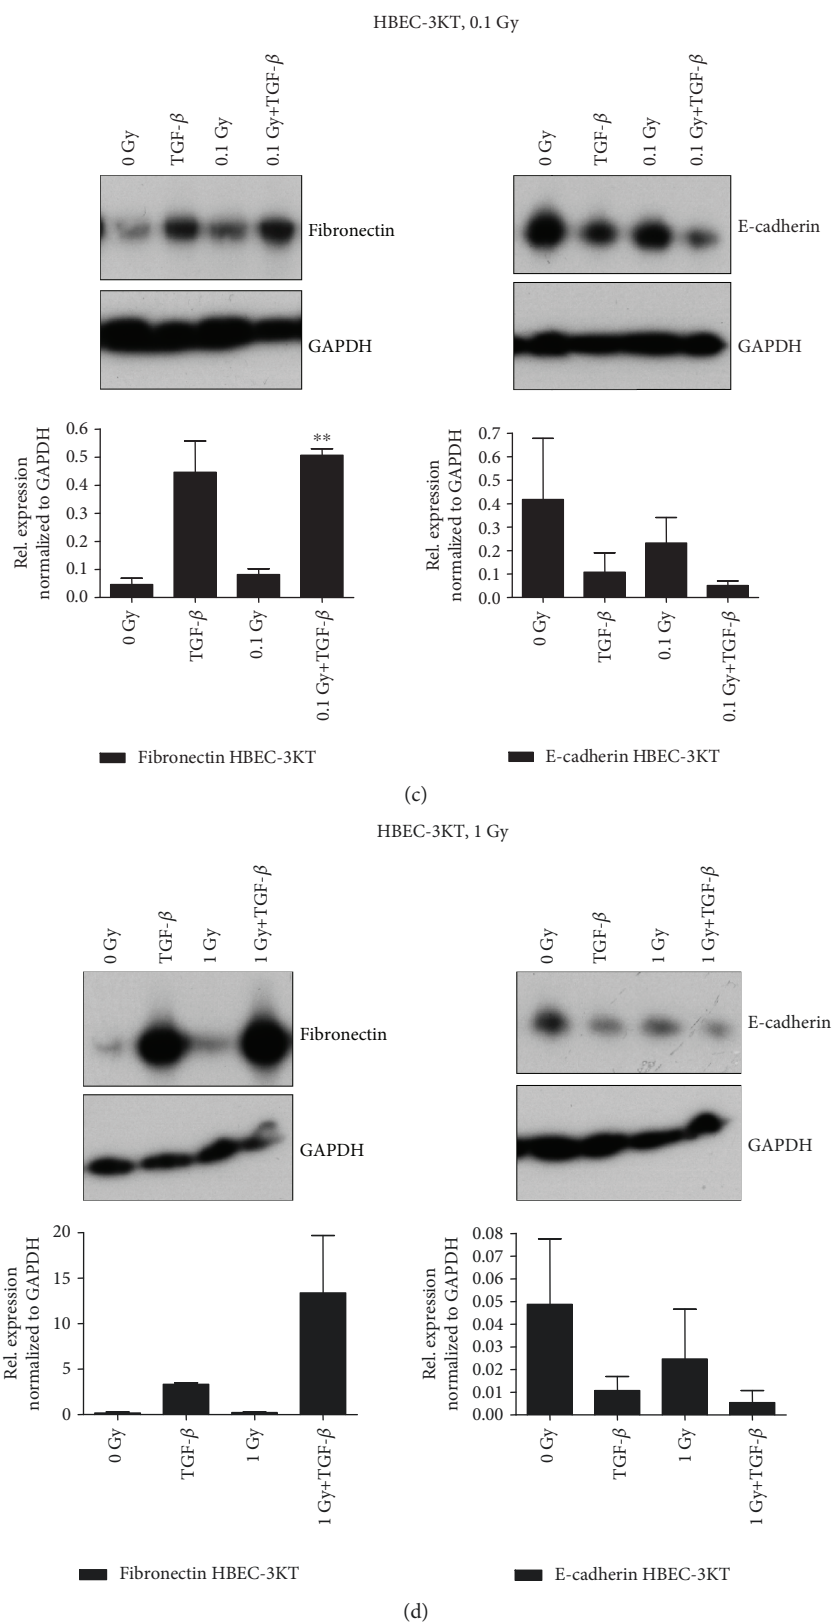 HBEC-3KT, 0.1 Gy
0 Gy
TGF-β
0.1 Gy
0.1 Gy+TGF-β
Fibronectin
GAPDH
0 Gy
TGF-β
0.1 Gy
0.1 Gy+TGF-β
E-cadherin
GAPDH
Rel. expression
normalized to GAPDH
0.6
0.5
0.4
0.3
0.2
0.1
0.0
**
0 Gy
TGF-β
0.1 Gy
0.1 Gy+TGF-β
Fibronectin HBEC-3KT
Rel. expression
normalized to GAPDH
0.7
0.6
0.5
0.4
0.3
0.2
0.1
0.0
0 Gy
TGF-β
0.1 Gy
0.1 Gy+TGF-β
E-cadherin HBEC-3KT
(c)
HBEC-3KT, 1 Gy
0 Gy
TGF-β
1 Gy
1 Gy+TGF-β
Fibronectin
GAPDH
0 Gy
TGF-β
1 Gy
1 Gy+TGF-β
E-cadherin
GAPDH
Rel. expression
normalized to GAPDH
20
15
10
5
0
0 Gy
TGF-β
1 Gy
1 Gy+TGF-β
Fibronectin HBEC-3KT
Rel. expression
normalized to GAPDH
0.08
0.07
0.06
0.05
0.04
0.03
0.02
0.01
0.00
0 Gy
TGF-β
1 Gy
1 Gy+TGF-β
E-cadherin HBEC-3KT
(d)